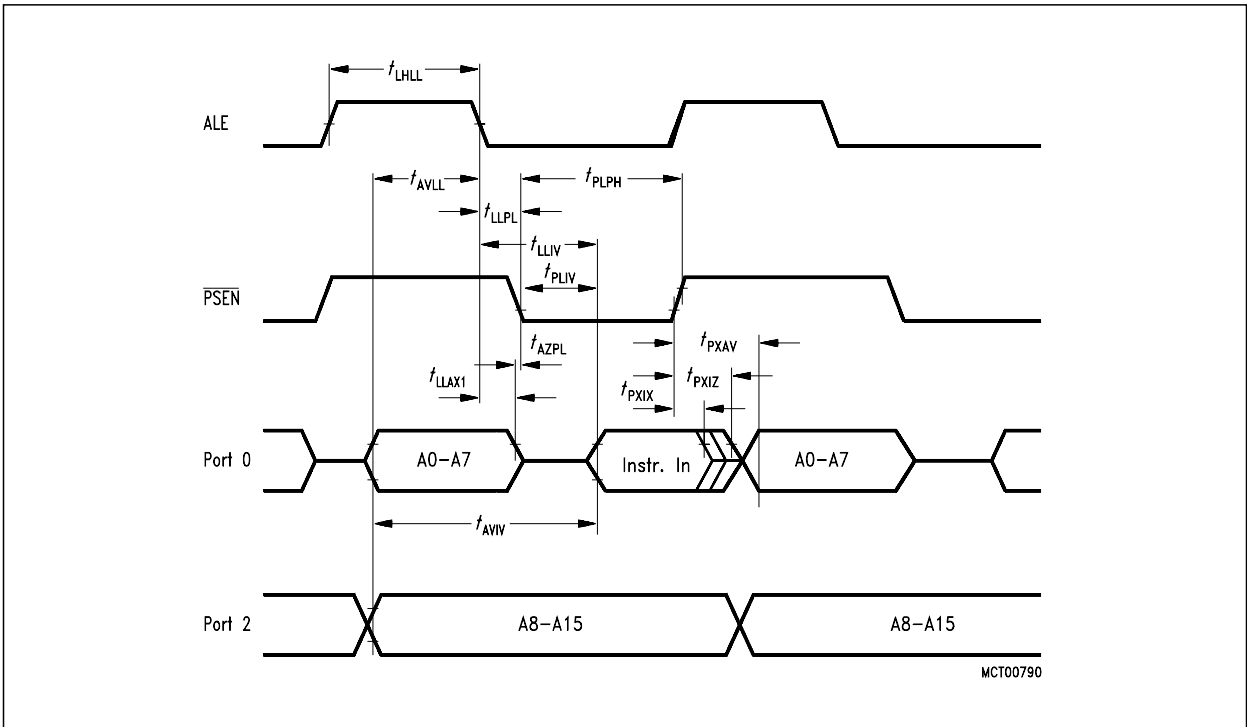 tLHLL
ALE
tAVLL
tPLPH
tLLPL
tLLIV
tPLIV
PSEN
tPXAV
tAZPL
tLLAX1
tPXIZ
tPXIX
Port 0
A0-A7
Instr. In
A0-A7
tAVIV
Port 2
A8-A15
A8-A15
MCT00790